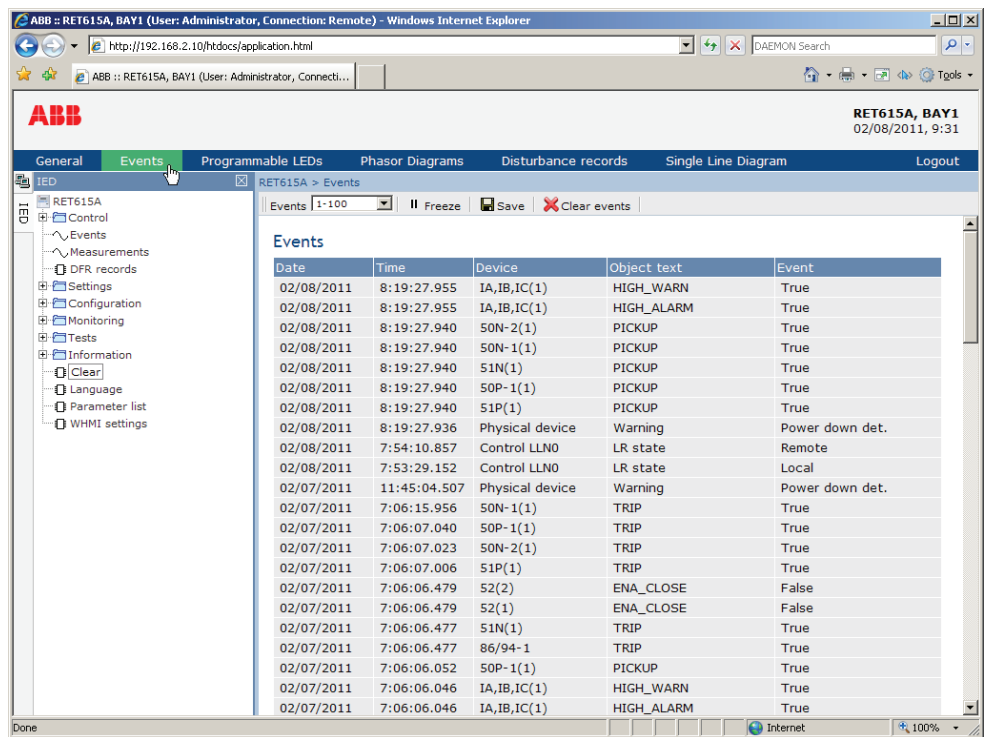 ABB :: RET615A, BAY1 (User: Administrator, Connection: Remote) - Windows Internet Explorer
http://192.168.2.10/htdocs/application.html
DAEMON Search
ABB :: RET615A, BAY1 (User: Administrator, Connecti...
Tools
ABB
RET615A, BAY1
02/08/2011, 9:31
General Events Programmable LEDs Phasor Diagrams Disturbance records Single Line Diagram Logout
IED
IED
RET615A
Control
Events
Measurements
DFR records
Settings
Configuration
Monitoring
Tests
Information
Clear
Language
Parameter list
WHMI settings
RET615A > Events
Events 1-100 Freeze Save Clear events
Events
Date Time Device Object text Event
02/08/2011 8:19:27.955 IA,IB,IC(1) HIGH_WARN True
02/08/2011 8:19:27.955 IA,IB,IC(1) HIGH_ALARM True
02/08/2011 8:19:27.940 50N-2(1) PICKUP True
02/08/2011 8:19:27.940 50N-1(1) PICKUP True
02/08/2011 8:19:27.940 51N(1) PICKUP True
02/08/2011 8:19:27.940 50P-1(1) PICKUP True
02/08/2011 8:19:27.940 51P(1) PICKUP True
02/08/2011 8:19:27.936 Physical device Warning Power down det.
02/08/2011 7:54:10.857 Control LLN0 LR state Remote
02/08/2011 7:53:29.152 Control LLN0 LR state Local
02/07/2011 11:45:04.507 Physical device Warning Power down det.
02/07/2011 7:06:15.956 50N-1(1) TRIP True
02/07/2011 7:06:07.040 50P-1(1) TRIP True
02/07/2011 7:06:07.023 50N-2(1) TRIP True
02/07/2011 7:06:07.006 51P(1) TRIP True
02/07/2011 7:06:06.479 52(2) ENA_CLOSE False
02/07/2011 7:06:06.479 52(1) ENA_CLOSE False
02/07/2011 7:06:06.477 51N(1) TRIP True
02/07/2011 7:06:06.477 86/94-1 TRIP True
02/07/2011 7:06:06.052 50P-1(1) PICKUP True
02/07/2011 7:06:06.046 IA,IB,IC(1) HIGH_WARN True
02/07/2011 7:06:06.046 IA,IB,IC(1) HIGH_ALARM True
Done Internet 100%